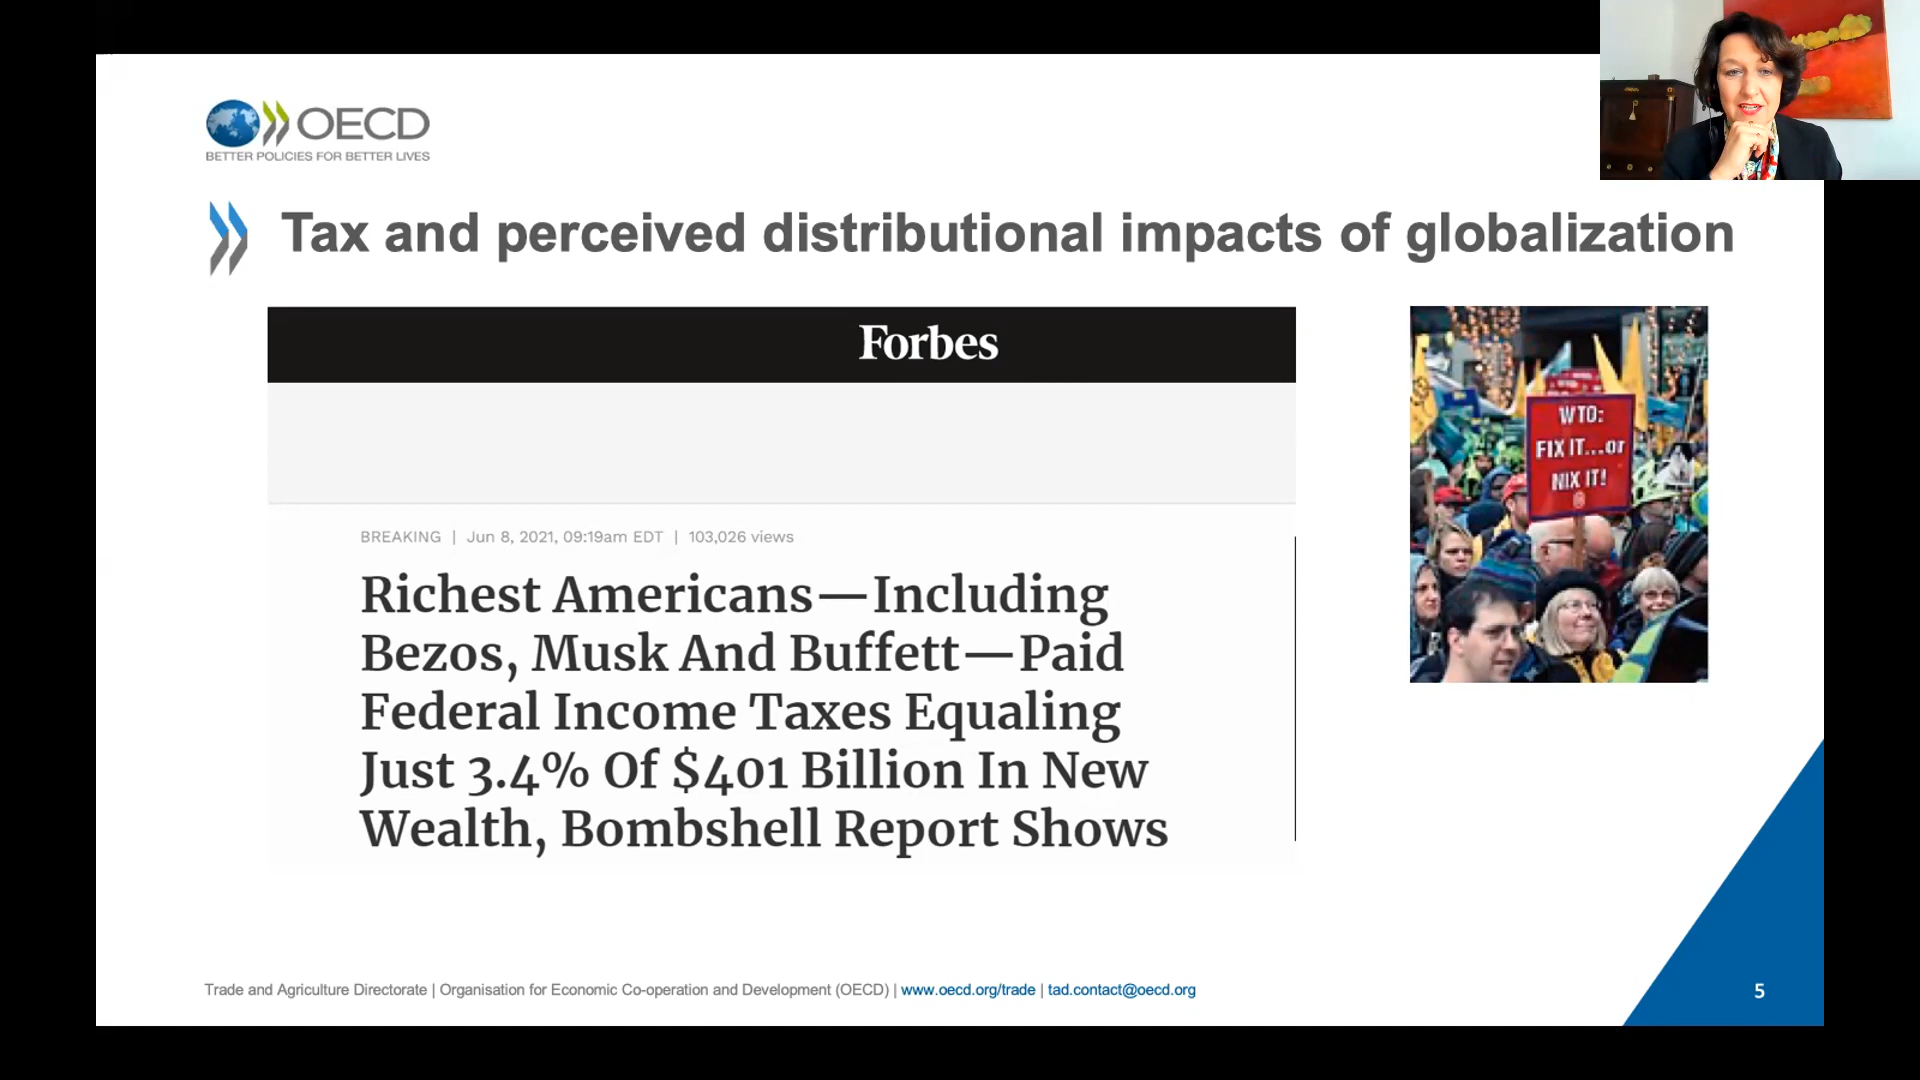 OECD
BETTER POLICIES FOR BETTER LIVES
Tax and perceived distributional impacts of globalization
Forbes
BREAKING | Jun 8, 2021, 09:19am EDT | 103,026 views
Richest Americans—Including
Bezos, Musk And Buffett—Paid
Federal Income Taxes Equaling
Just 3.4% Of $401 Billion In New
Wealth, Bombshell Report Shows
WTO:
FIX IT...or
NIX IT!
Trade and Agriculture Directorate | Organisation for Economic Co-operation and Development (OECD) | www.oecd.org/trade | tad.contact@oecd.org
5